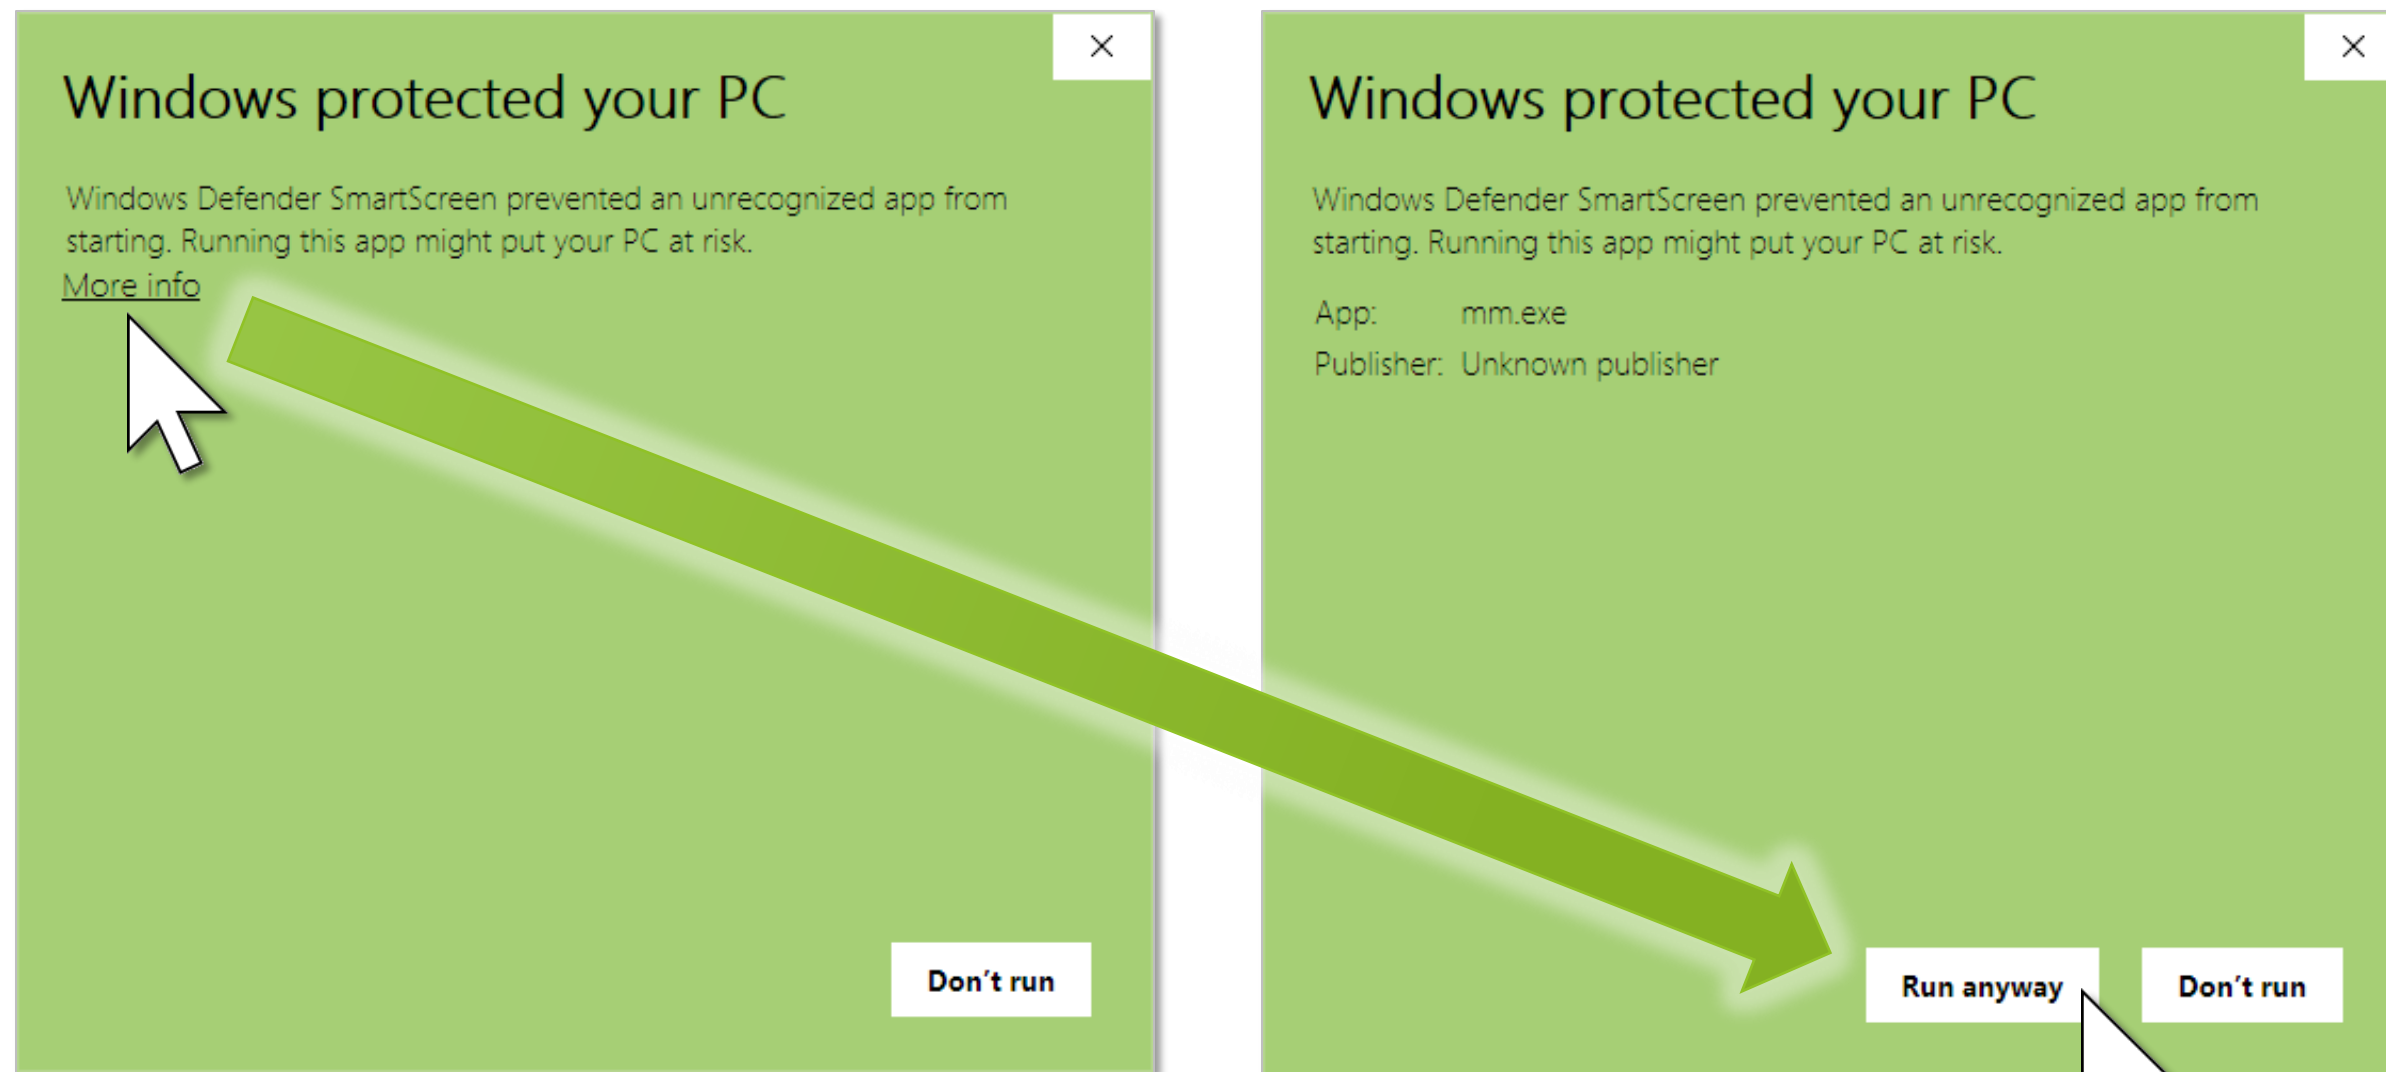 Windows protected your PC
Windows Defender SmartScreen prevented an unrecognized app from
starting. Running this app might put your PC at risk.
More info
Don't run
Windows protected your PC
Windows Defender SmartScreen prevented an unrecognized app from
starting. Running this app might put your PC at risk.
App: mm.exe
Publisher: Unknown publisher
Run anyway Don't run